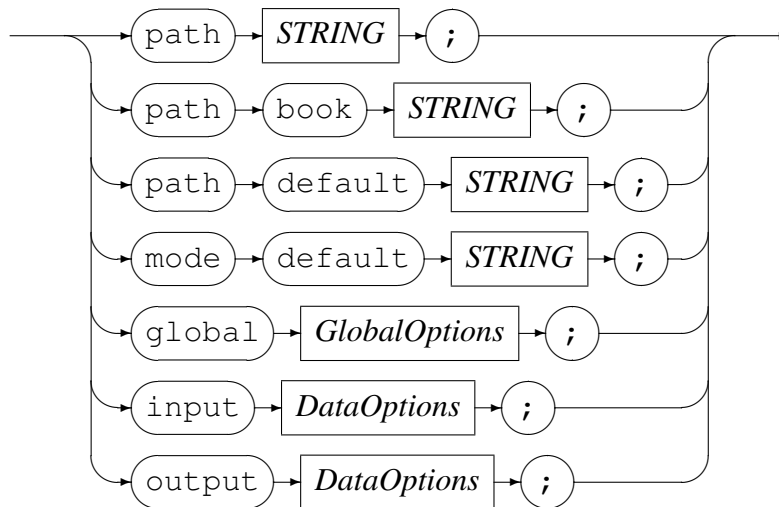 path STRING ;
path book STRING ;
path default STRING ;
mode default STRING ;
global GlobalOptions ;
input DataOptions ;
output DataOptions ;